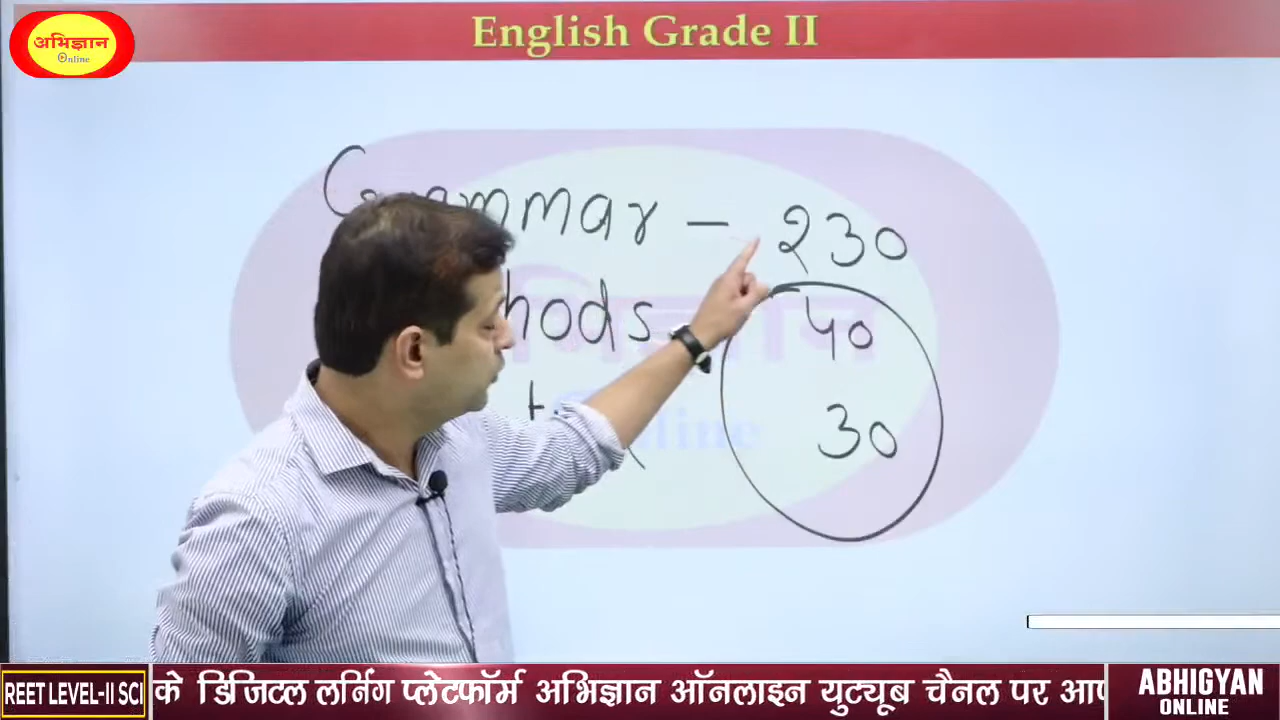 अभिज्ञान
Online
English Grade II
Grammar – २30
hods 40
30
REET LEVEL-II SCI के डिजिटल लर्निग प्लेटफॉर्म अभिज्ञान ऑनलाइन युट्यूब चैनल पर आप
ABHIGYAN
ONLINE